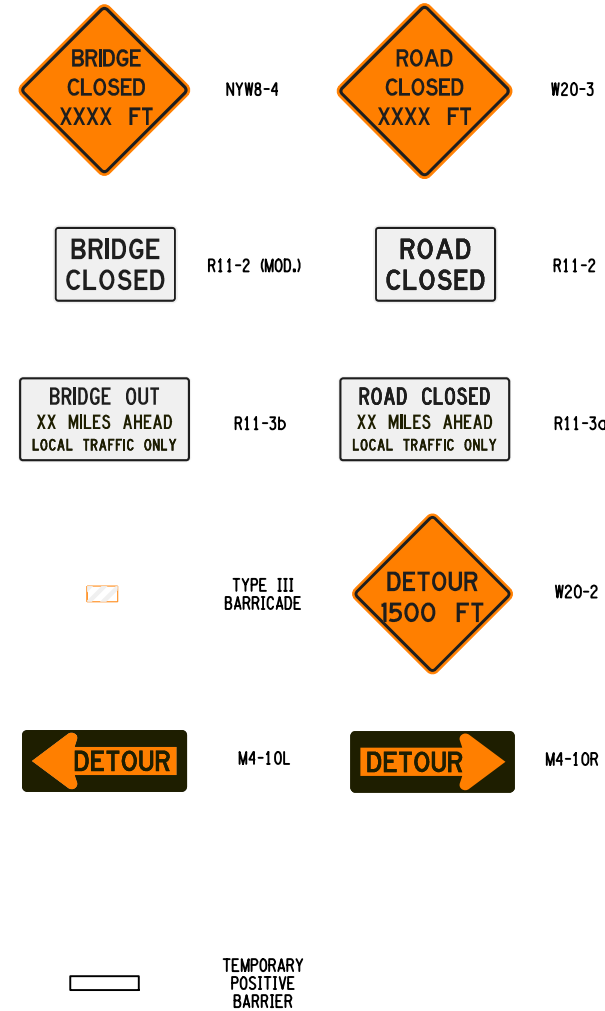 BRIDGE
CLOSED
XXXX FT
NYW8-4
ROAD
CLOSED
XXXX FT
W20-3
BRIDGE
CLOSED
R11-2 (MOD.)
ROAD
CLOSED
R11-2
BRIDGE OUT
XX MILES AHEAD
LOCAL TRAFFIC ONLY
R11-3b
ROAD CLOSED
XX MILES AHEAD
LOCAL TRAFFIC ONLY
R11-3a
TYPE III
BARRICADE
DETOUR
1500 FT
W20-2
DETOUR
M4-10L
DETOUR
M4-10R
TEMPORARY
POSITIVE
BARRIER